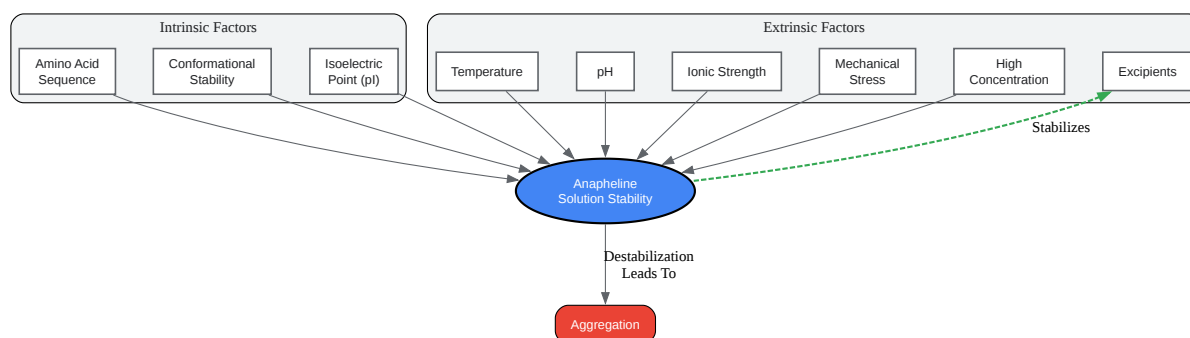 Intrinsic Factors
Extrinsic Factors
Amino Acid
Sequence
Conformational
Stability
Isoelectric
Point (pI)
Temperature
pH
Ionic Strength
Mechanical
Stress
High
Concentration
Excipients
Stabilizes
Anapheline
Solution Stability
Destabilization
Leads To
Aggregation